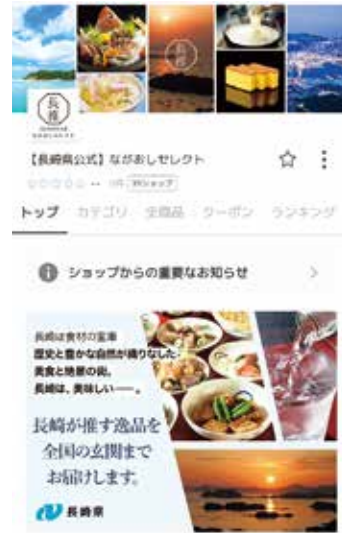 長推
【長崎県公式】ながおしセレクト
トップ カテゴリ 全商品 クーポン ランキング
ショップからの重要なお知らせ
長崎は食材の宝庫
歴史と豊かな自然が織りなした
美食と絶景の街。
長崎は、美味しい――。
長崎が推す逸品を
全国の玄関まで
お届けします。
長崎県